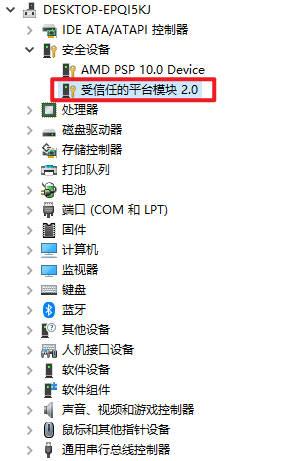 DESKTOP-EPQI5KJ
IDE ATA/ATAPI 控制器
安全设备
AMD PSP 10.0 Device
受信任的平台模块 2.0
处理器
磁盘驱动器
存储控制器
打印队列
电池
端口 (COM 和 LPT)
固件
计算机
监视器
键盘
蓝牙
其他设备
人机接口设备
软件设备
软件组件
声音、视频和游戏控制器
鼠标和其他指针设备
通用串行总线控制器